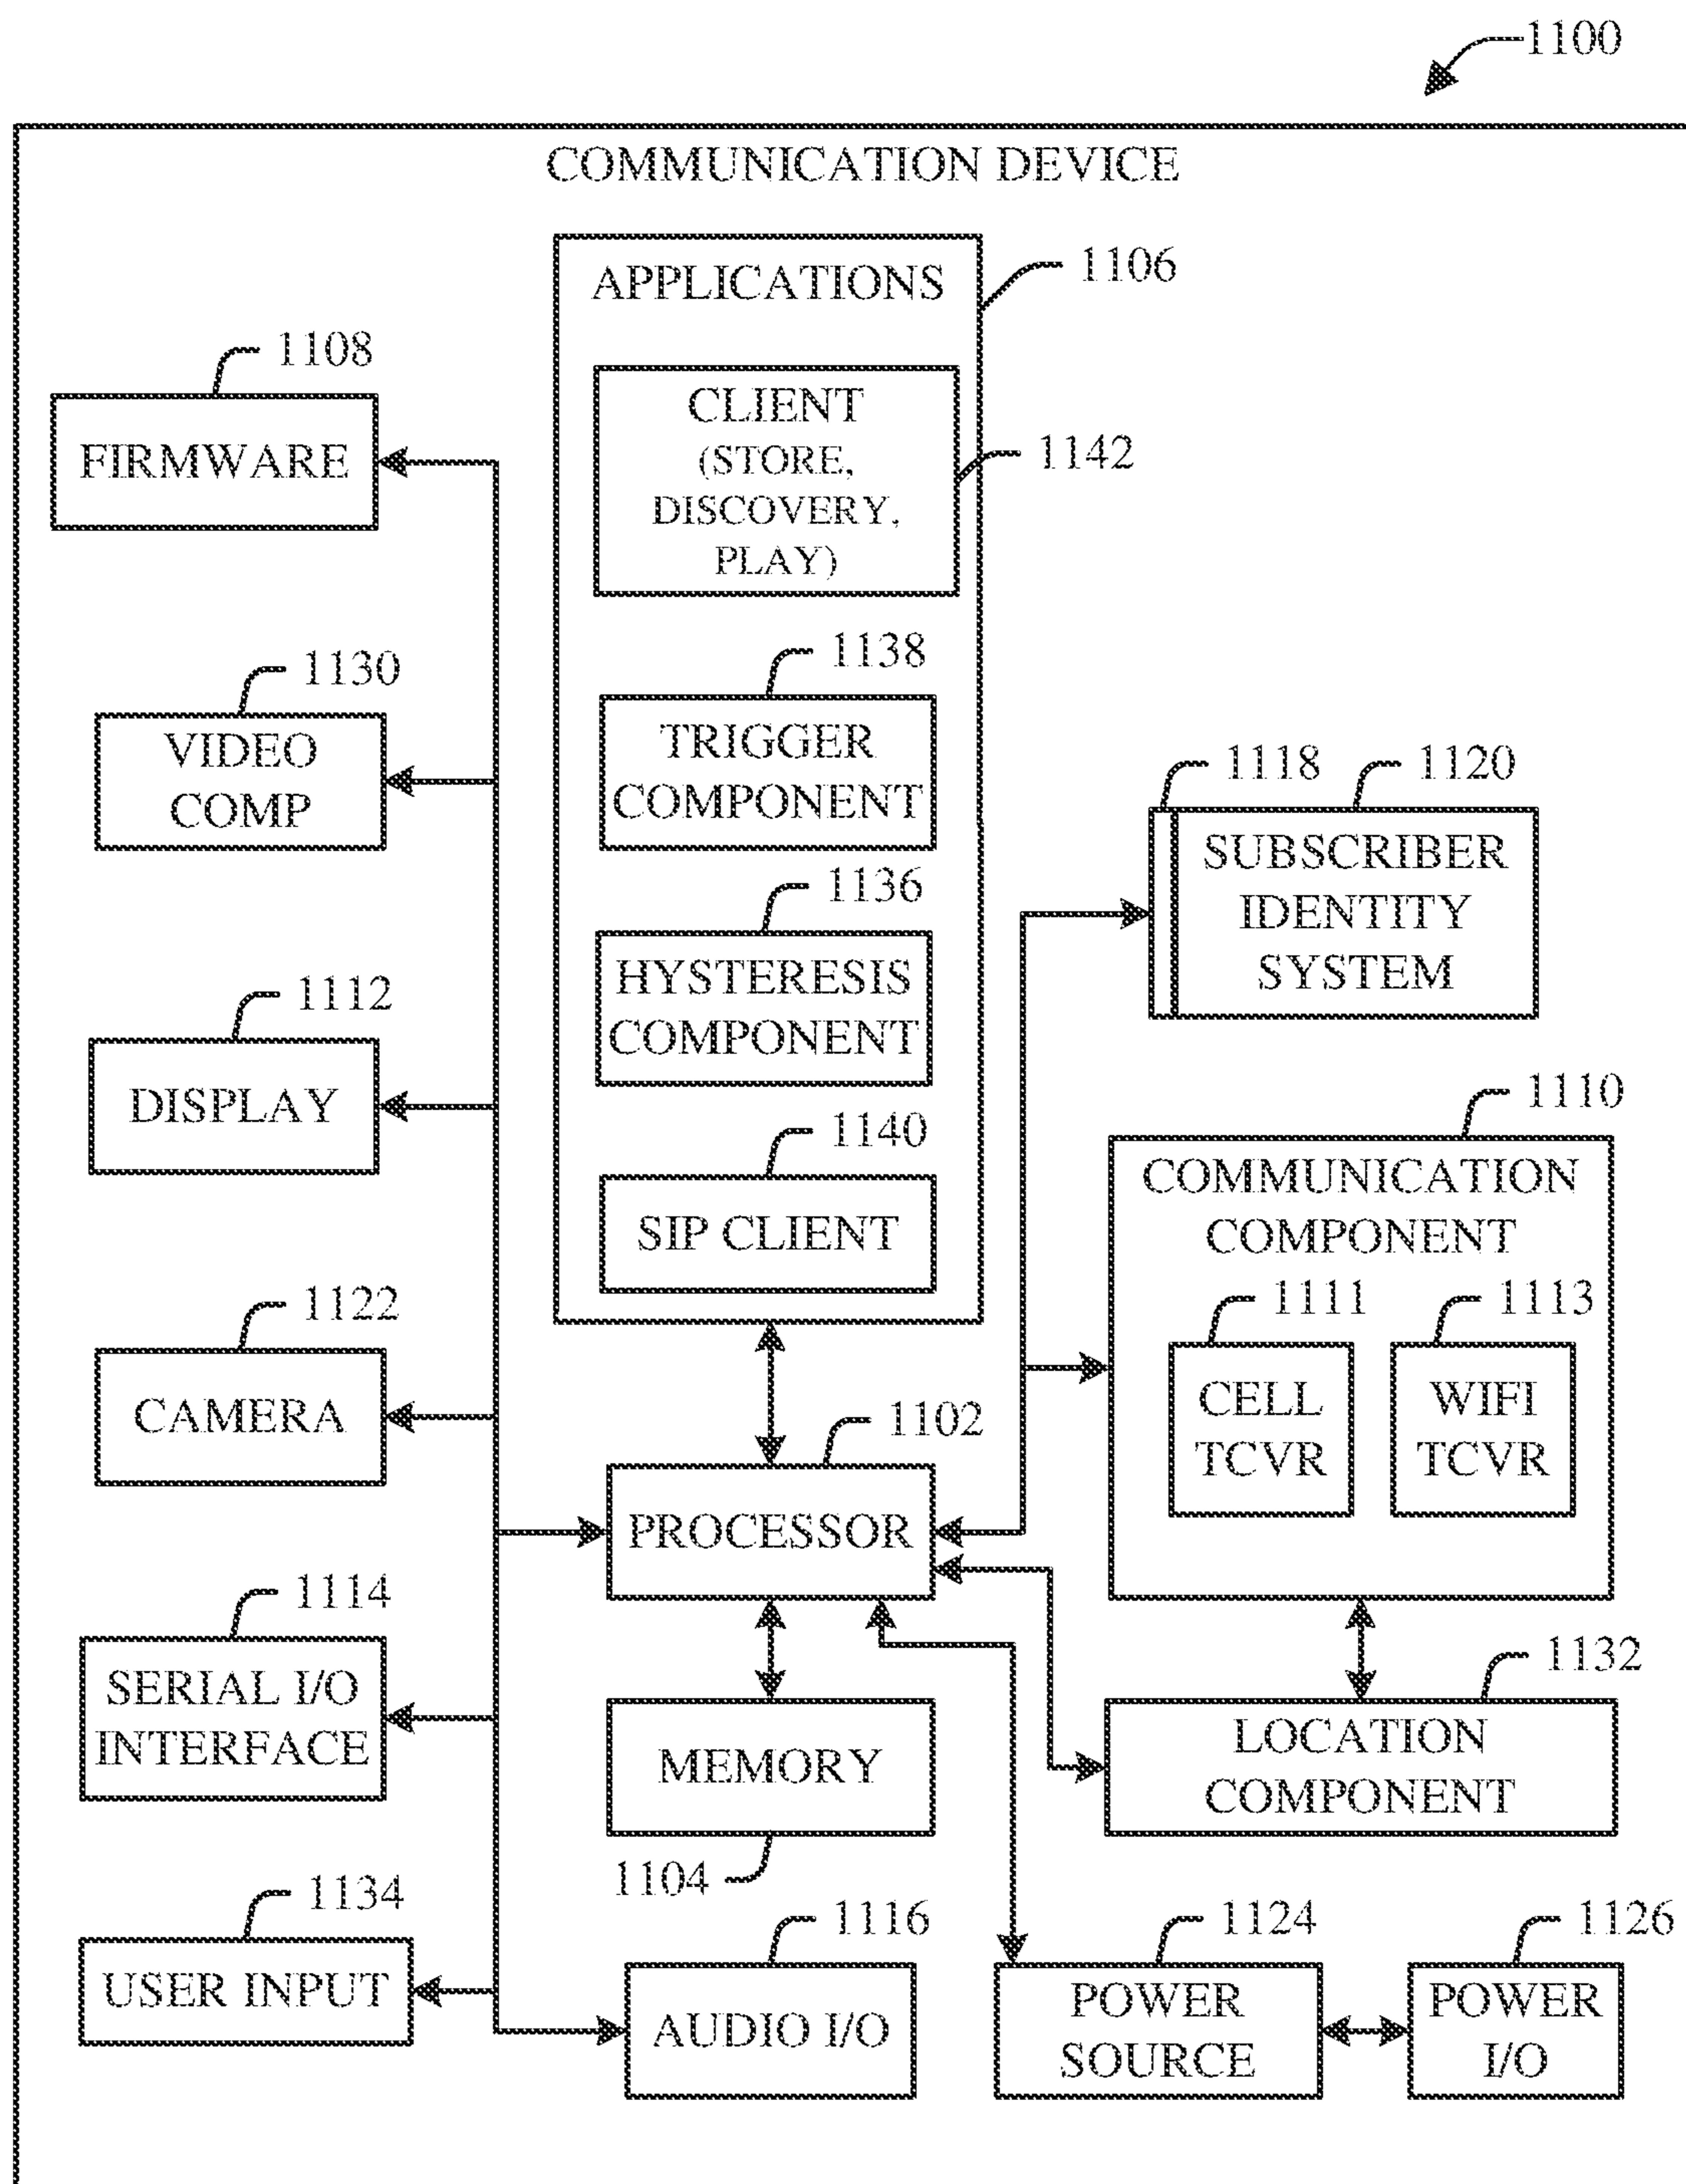 1100
COMMUNICATION DEVICE
1106
APPLICATIONS
1108
FIRMWARE
CLIENT
(STORE,
DISCOVERY,
PLAY)
1142
1138
TRIGGER
COMPONENT
1130
VIDEO
COMP
1118
1120
SUBSCRIBER
IDENTITY
SYSTEM
1136
HYSTERESIS
COMPONENT
1112
DISPLAY
1140
SIP CLIENT
1110
COMMUNICATION
COMPONENT
1111
CELL
TCVR
1113
WIFI
TCVR
1122
CAMERA
1102
PROCESSOR
1114
SERIAL I/O
INTERFACE
MEMORY
1104
1132
LOCATION
COMPONENT
1134
USER INPUT
1116
AUDIO I/O
1124
POWER
SOURCE
1126
POWER
I/O